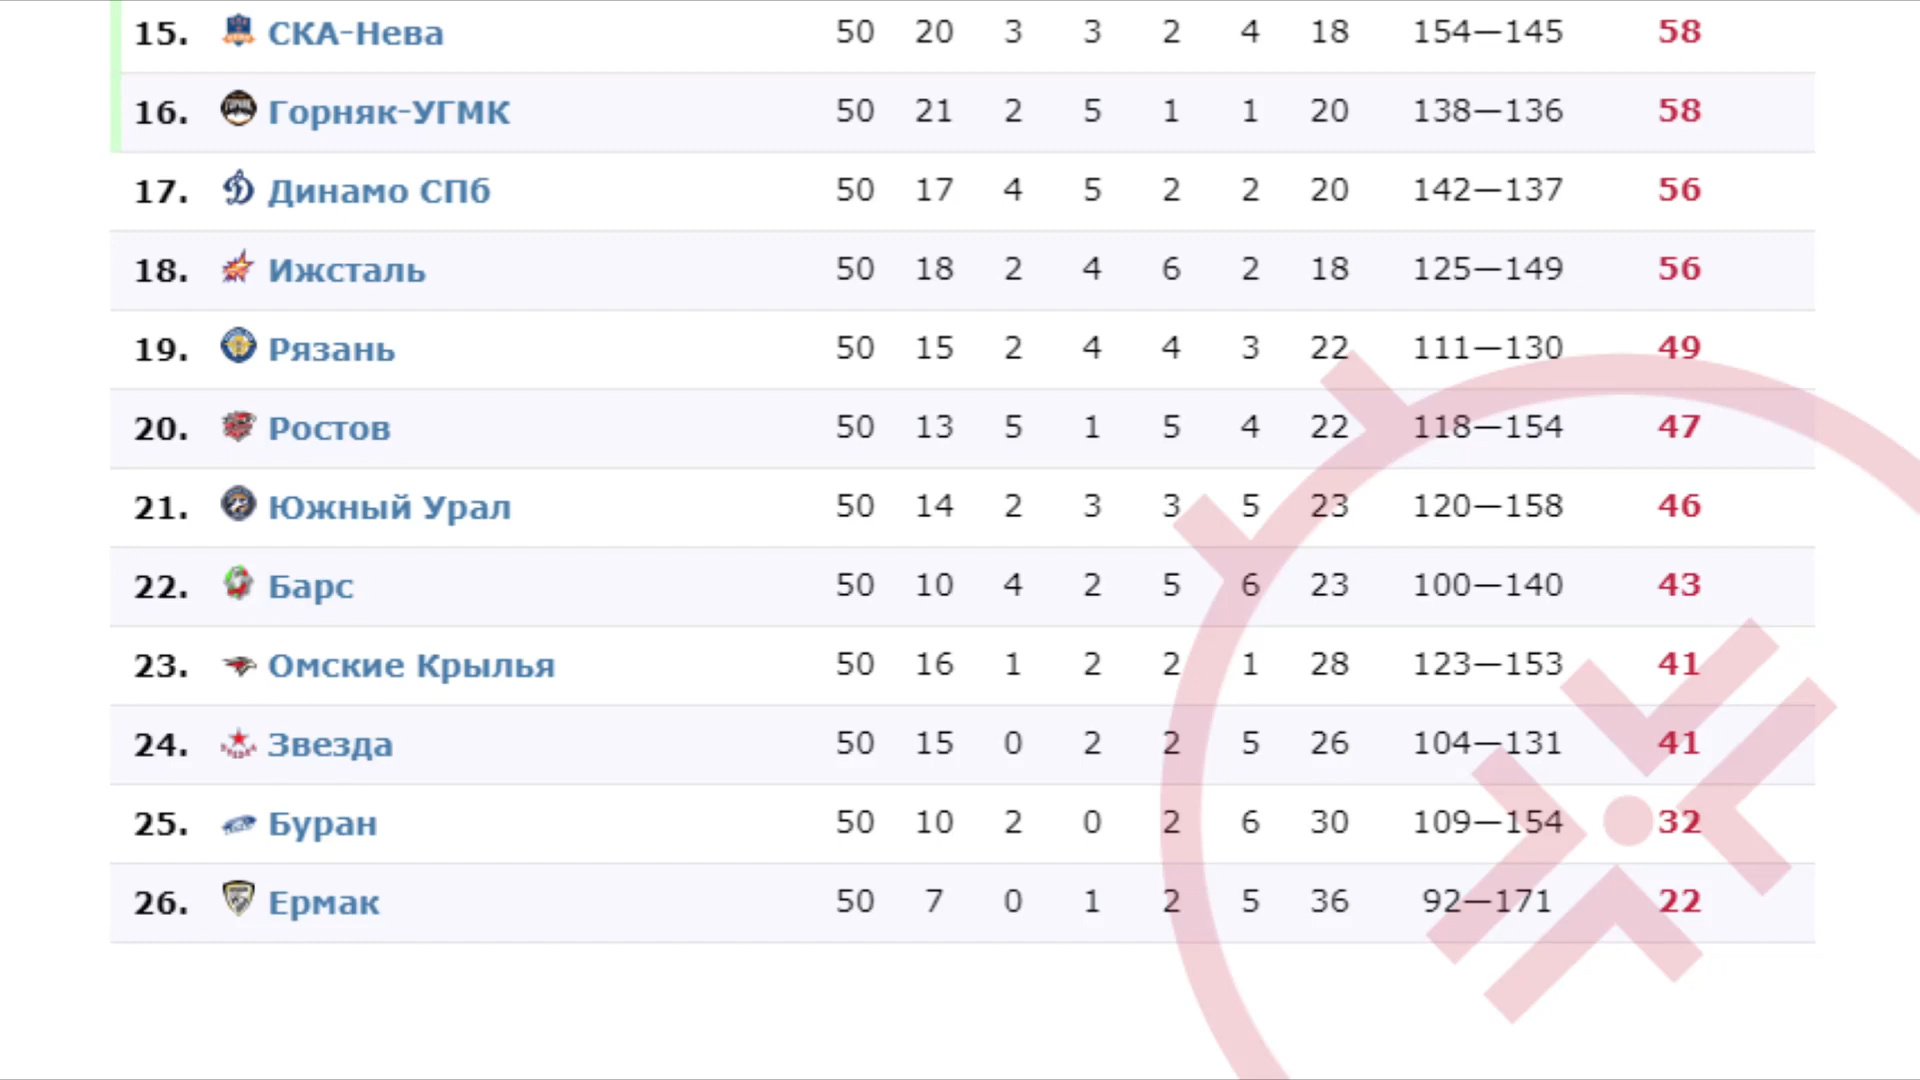 15. СКА-Нева 50 20 3 3 2 4 18 154—145 58
16. Горняк-УГМК 50 21 2 5 1 1 20 138—136 58
17. Динамо СПб 50 17 4 5 2 2 20 142—137 56
18. Ижсталь 50 18 2 4 6 2 18 125—149 56
19. Рязань 50 15 2 4 4 3 22 111—130 49
20. Ростов 50 13 5 1 5 4 22 118—154 47
21. Южный Урал 50 14 2 3 3 5 23 120—158 46
22. Барс 50 10 4 2 5 6 23 100—140 43
23. Омские Крылья 50 16 1 2 2 1 28 123—153 41
24. Звезда 50 15 0 2 2 5 26 104—131 41
25. Буран 50 10 2 0 2 6 30 109—154 32
26. Ермак 50 7 0 1 2 5 36 92—171 22